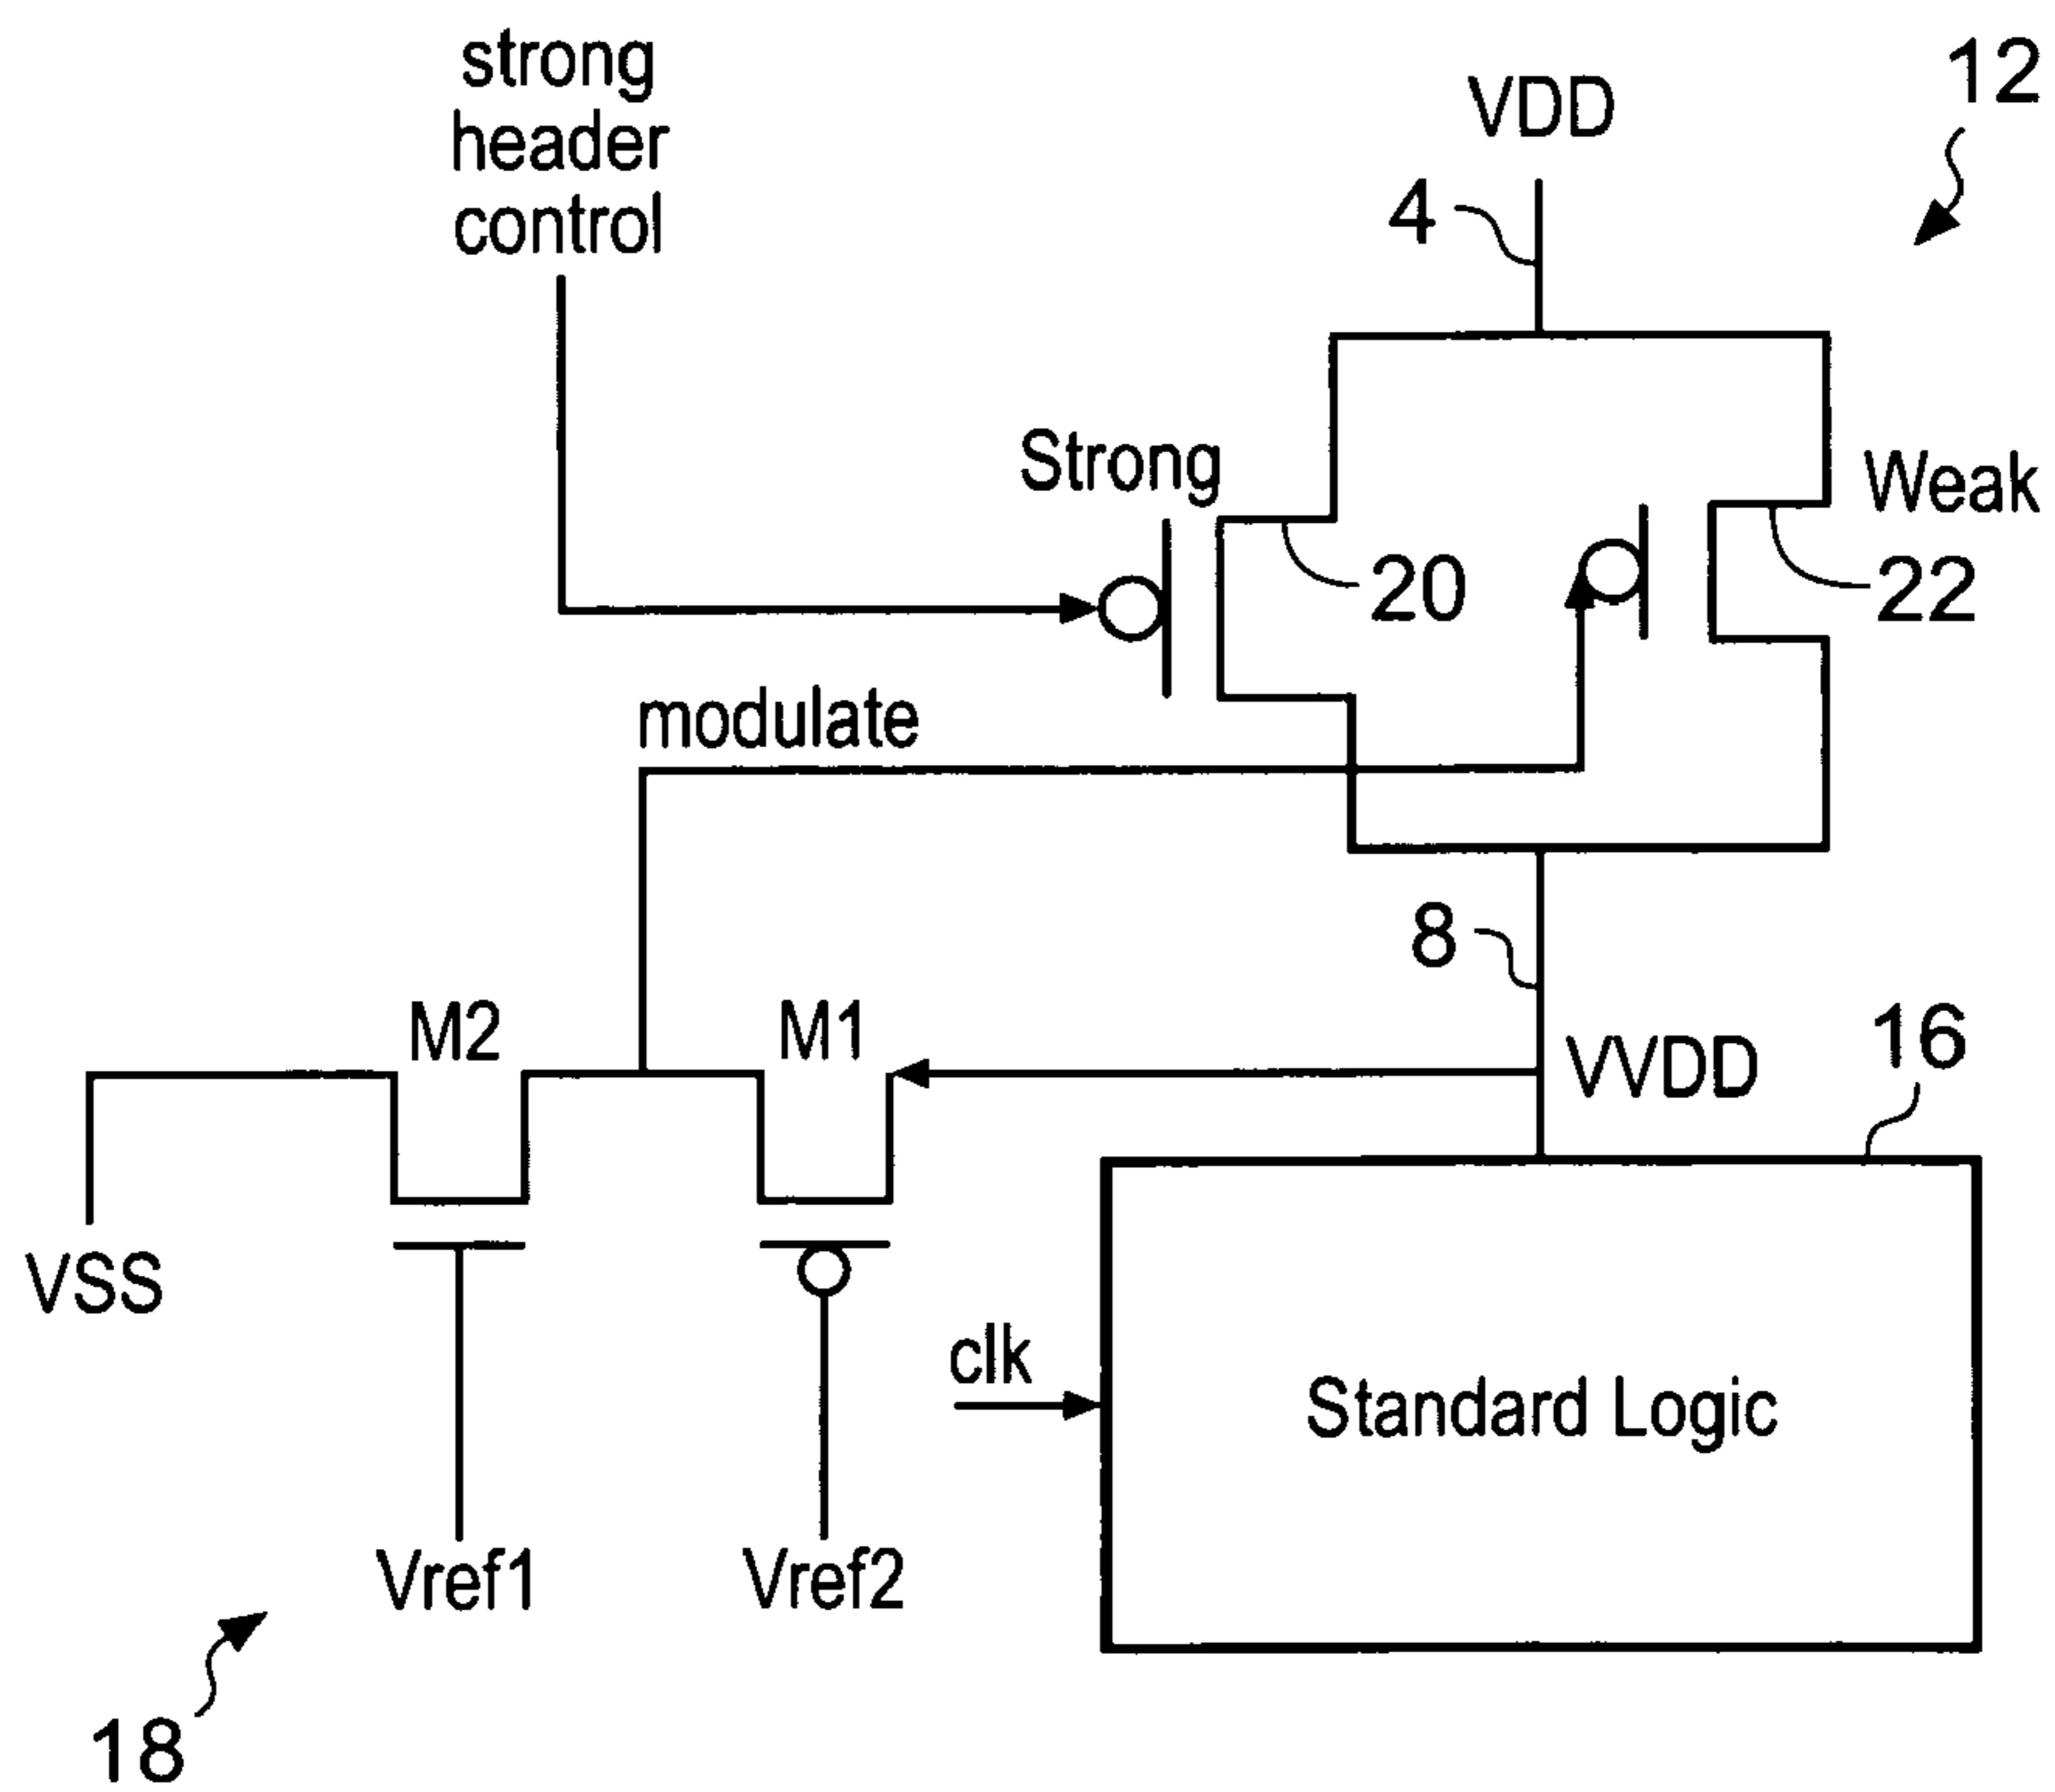 strong
header
control
VDD
12
4
Strong
Weak
20
22
modulate
8
M2
M1
VVDD
16
VSS
clk
Standard Logic
Vref1
Vref2
18